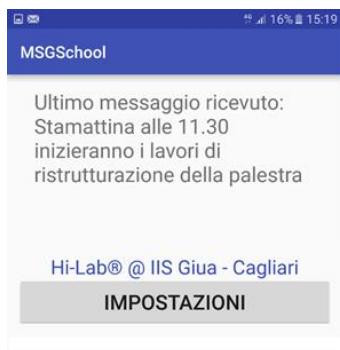 16% 15:19
MSGSchool
Ultimo messaggio ricevuto:
Stamattina alle 11.30
inizieranno i lavori di
ristrutturazione della palestra
Hi-Lab® @ IIS Giua - Cagliari
IMPOSTAZIONI